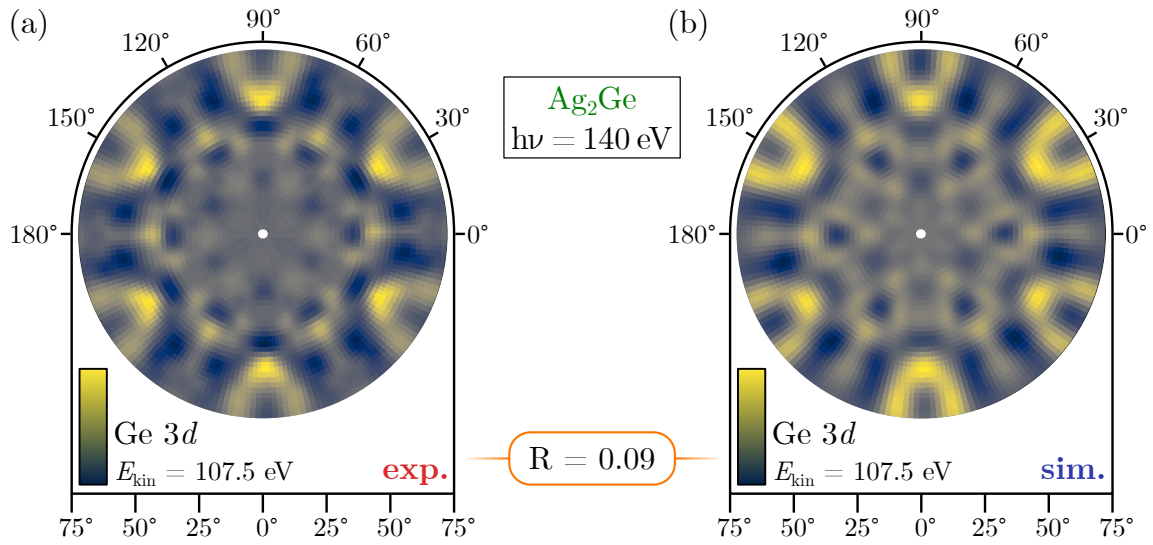 (a)
90°
120°
60°
150°
30°
180°
0°
Ge 3d
E_kin = 107.5 eV
exp.
75° 50° 25° 0° 25° 50° 75°
Ag₂Ge
hν = 140 eV
R = 0.09
(b)
90°
120°
60°
150°
30°
180°
0°
Ge 3d
E_kin = 107.5 eV
sim.
75° 50° 25° 0° 25° 50° 75°